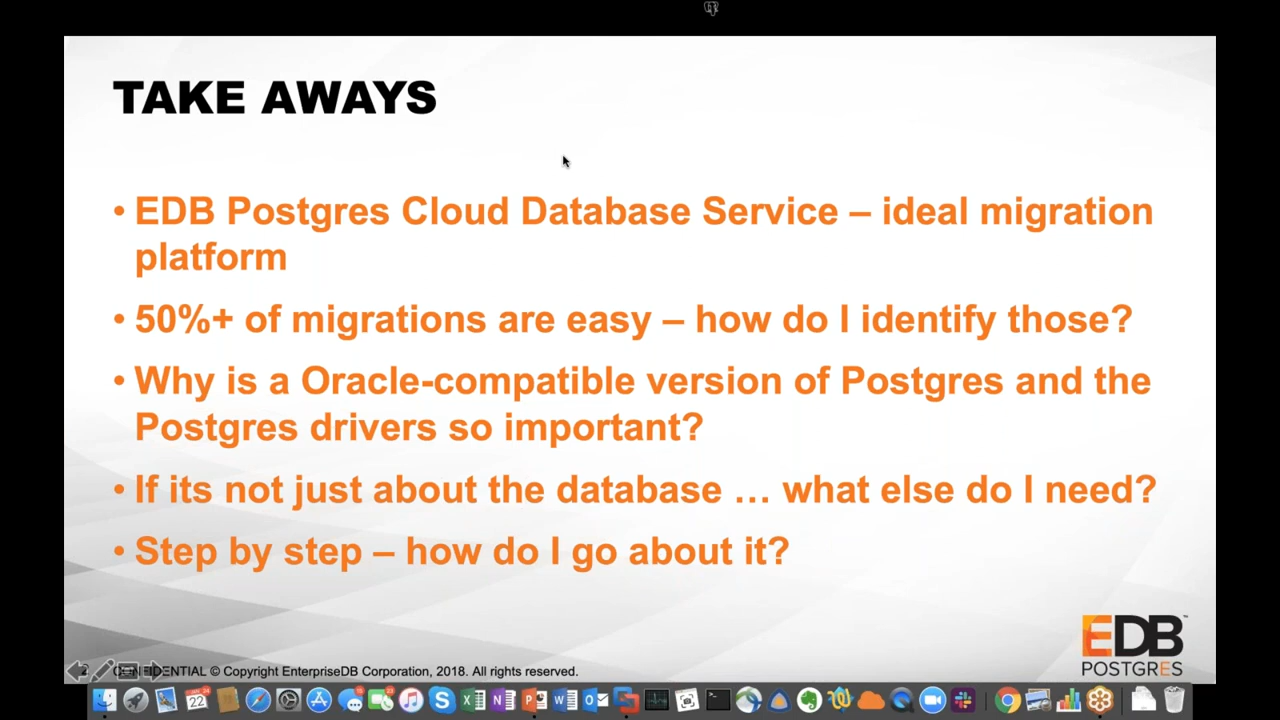 TAKE AWAYS
• EDB Postgres Cloud Database Service – ideal migration
platform
• 50%+ of migrations are easy – how do I identify those?
• Why is a Oracle-compatible version of Postgres and the
Postgres drivers so important?
• If its not just about the database … what else do I need?
• Step by step – how do I go about it?
EDB™
POSTGRES
CONFIDENTIAL © Copyright EnterpriseDB Corporation, 2018. All rights reserved.
22